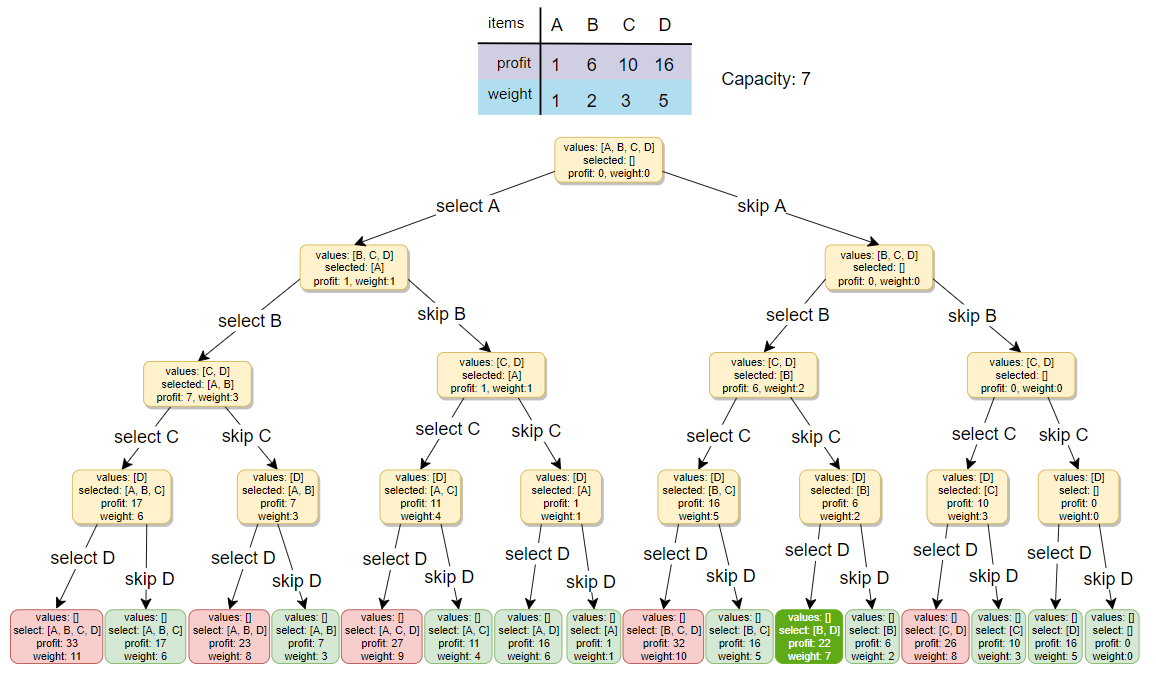 items A B C D
profit 1 6 10 16
weight 1 2 3 5
Capacity: 7
values: [A, B, C, D]
selected: []
profit: 0, weight:0
select A
skip A
values: [B, C, D]
selected: [A]
profit: 1, weight:1
values: [B, C, D]
selected: []
profit: 0, weight:0
select B
skip B
select B
skip B
values: [C, D]
selected: [A, B]
profit: 7, weight:3
values: [C, D]
selected: [A]
profit: 1, weight:1
values: [C, D]
selected: [B]
profit: 6, weight:2
values: [C, D]
selected: []
profit: 0, weight:0
select C
skip C
select C
skip C
select C
skip C
select C
skip C
values: [D]
selected: [A, B, C]
profit: 17
weight: 6
values: [D]
selected: [A, B]
profit: 7
weight:3
values: [D]
selected: [A, C]
profit: 11
weight:4
values: [D]
selected: [A]
profit: 1
weight:1
values: [D]
selected: [B, C]
profit: 16
weight:5
values: [D]
selected: [B]
profit: 6
weight:2
values: [D]
selected: [C]
profit: 10
weight:3
values: [D]
select: []
profit: 0
weight:0
select D
skip D
select D
skip D
select D
skip D
select D
skip D
select D
skip D
select D
skip D
select D
skip D
select D
skip D
values: []
select: [A, B, C, D]
profit: 33
weight: 11
values: []
select: [A, B, C]
profit: 17
weight: 6
values: []
select: [A, B, D]
profit: 23
weight: 8
values: []
select: [A, B]
profit: 7
weight: 3
values: []
select: [A, C, D]
profit: 27
weight: 9
values: []
select: [A, C]
profit: 11
weight: 4
values: []
select: [A, D]
profit: 16
weight: 6
values: []
select: [A]
profit: 1
weight:1
values: []
select: [B, C, D]
profit: 32
weight:10
values: []
select: [B, C]
profit: 16
weight: 5
values: []
select: [B, D]
profit: 22
weight: 7
values: []
select: [B]
profit: 6
weight: 2
values: []
select: [C, D]
profit: 26
weight: 8
values: []
select: [C]
profit: 10
weight: 3
values: []
select: [D]
profit: 16
weight: 5
values: []
select: []
profit: 0
weight:0